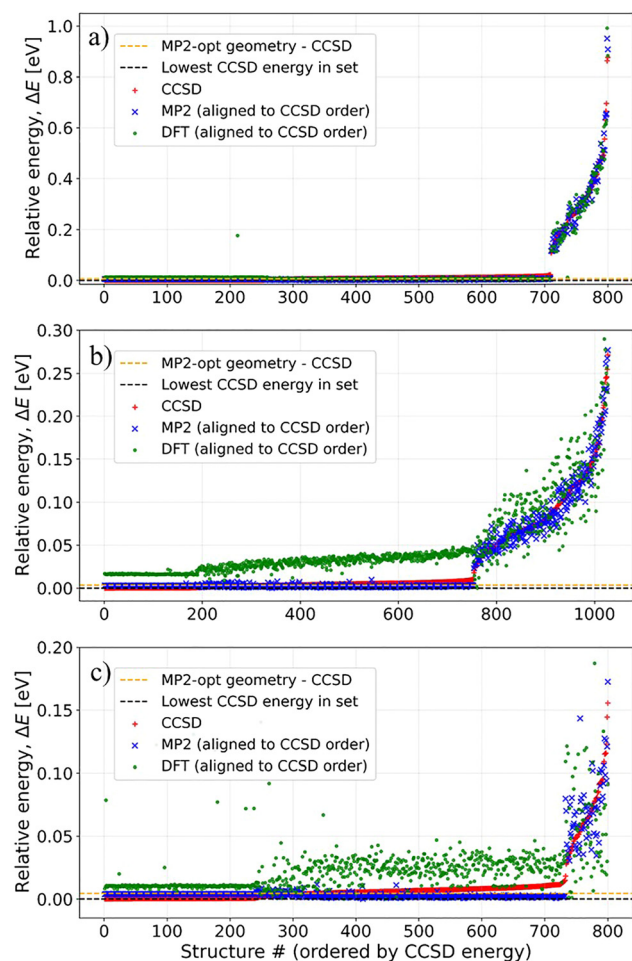 a)
MP2-opt geometry - CCSD
Lowest CCSD energy in set
CCSD
MP2 (aligned to CCSD order)
DFT (aligned to CCSD order)
Relative energy, ΔE [eV]
1.0
0.8
0.6
0.4
0.2
0.0
0 100 200 300 400 500 600 700 800
b)
MP2-opt geometry - CCSD
Lowest CCSD energy in set
CCSD
MP2 (aligned to CCSD order)
DFT (aligned to CCSD order)
Relative energy, ΔE [eV]
0.30
0.25
0.20
0.15
0.10
0.05
0.00
0 200 400 600 800 1000
c)
MP2-opt geometry - CCSD
Lowest CCSD energy in set
CCSD
MP2 (aligned to CCSD order)
DFT (aligned to CCSD order)
Relative energy, ΔE [eV]
0.20
0.15
0.10
0.05
0.00
0 100 200 300 400 500 600 700 800
Structure # (ordered by CCSD energy)